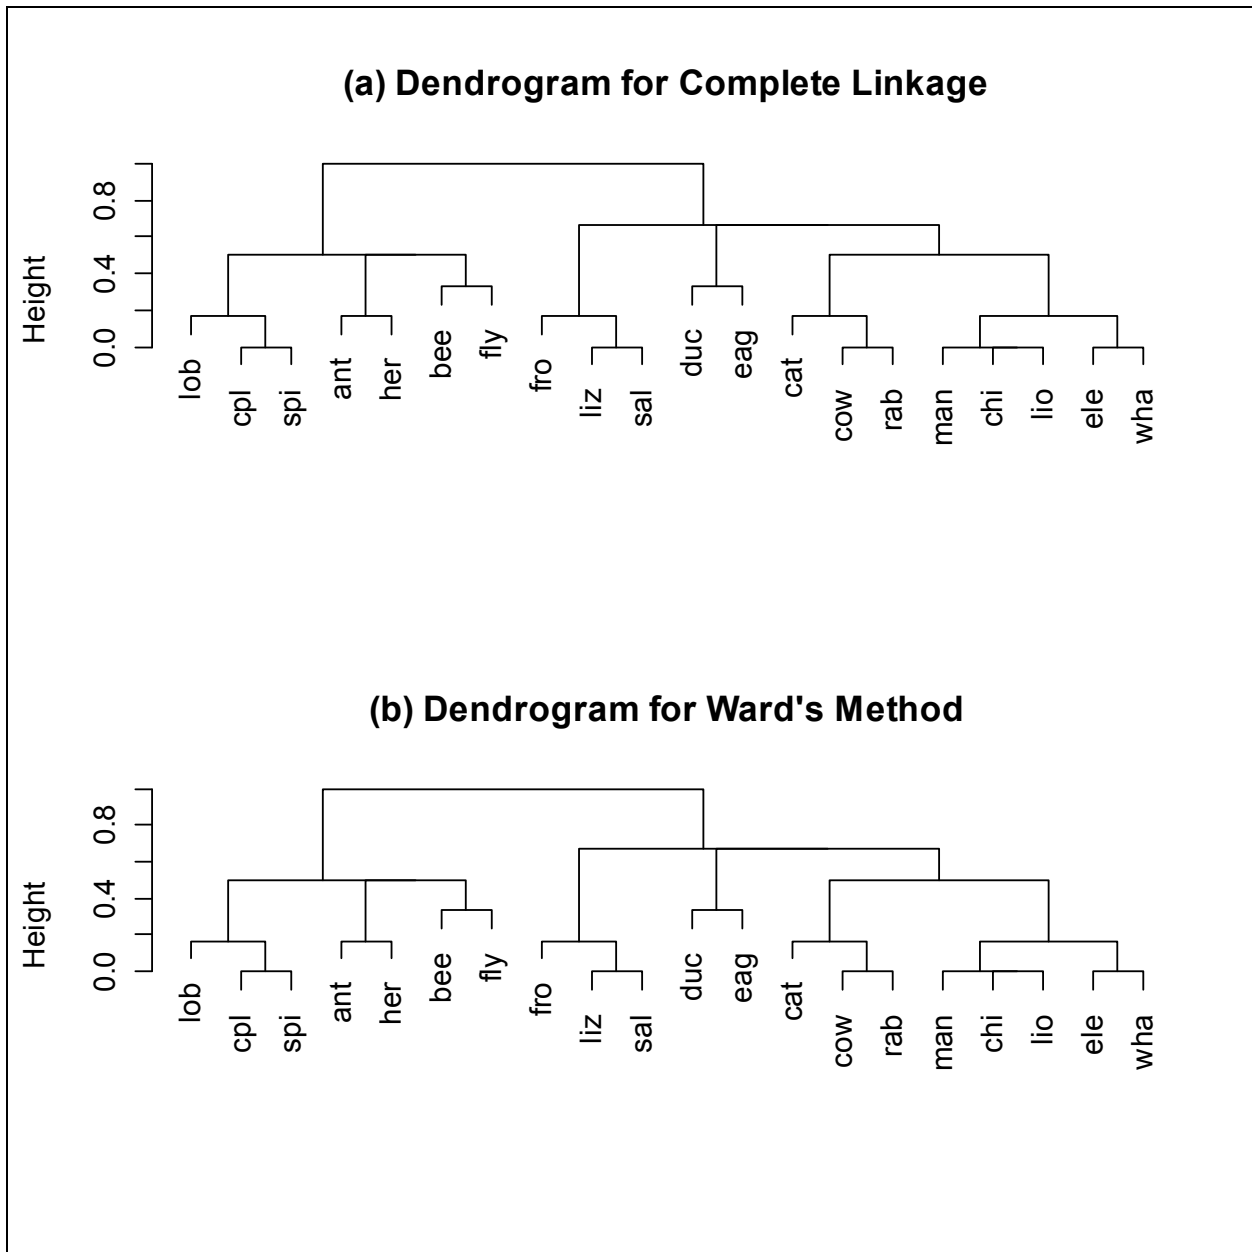 (a) Dendrogram for Complete Linkage
Height
0.0 0.4 0.8
lob cpl spi ant her bee fly fro liz sal duc eag cat cow rab man chi lio ele wha
(b) Dendrogram for Ward's Method
Height
0.0 0.4 0.8
lob cpl spi ant her bee fly fro liz sal duc eag cat cow rab man chi lio ele wha